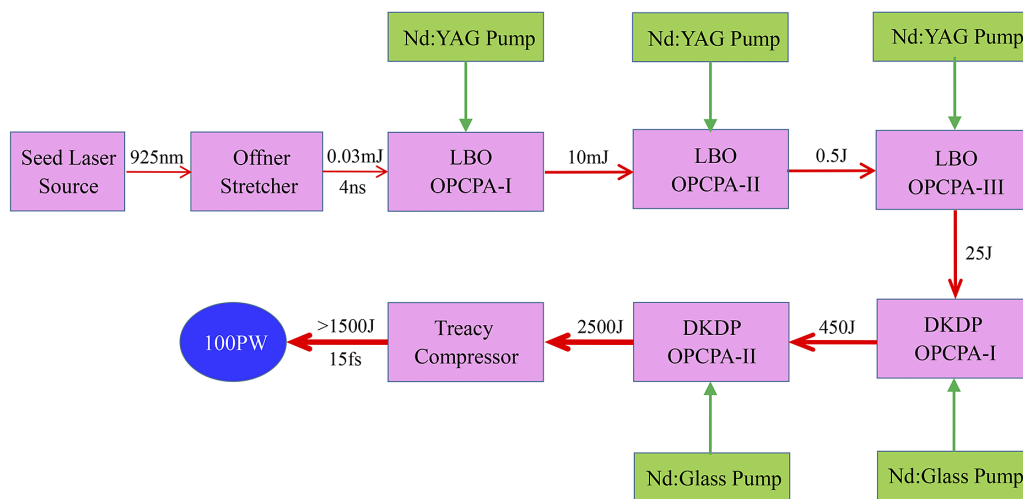 Nd:YAG Pump
Nd:YAG Pump
Nd:YAG Pump
Seed Laser
Source
925nm
Offner
Stretcher
0.03mJ
4ns
LBO
OPCPA-I
10mJ
LBO
OPCPA-II
0.5J
LBO
OPCPA-III
25J
100PW
>1500J
15fs
Treacy
Compressor
2500J
DKDP
OPCPA-II
450J
DKDP
OPCPA-I
Nd:Glass Pump
Nd:Glass Pump